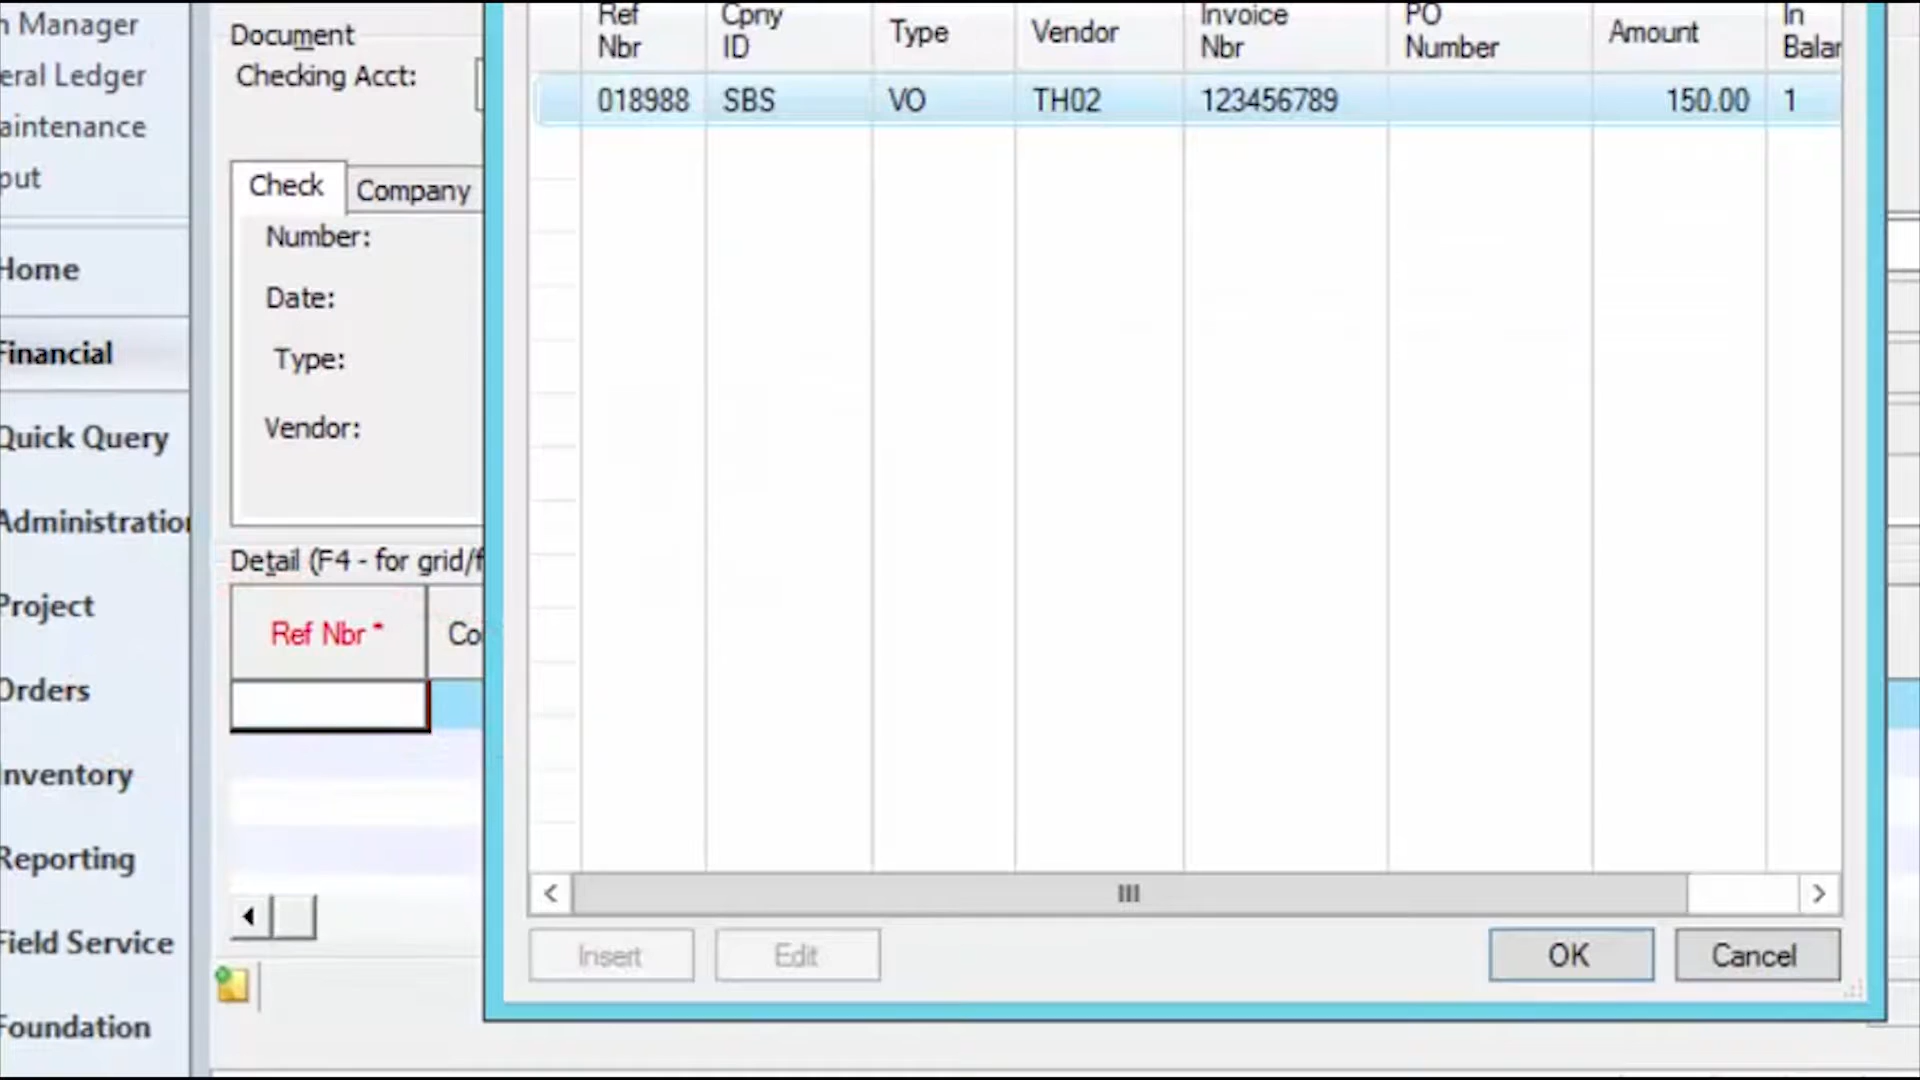 n Manager
eral Ledger
aintenance
put
Home
Financial
Quick Query
Administration
Project
Orders
Inventory
Reporting
Field Service
Foundation
Document
Checking Acct:
Check Company
Number:
Date:
Type:
Vendor:
Detail (F4 - for grid/f
Ref Nbr * Co
Ref Nbr Cpny ID Type Vendor Invoice Nbr PO Number Amount In Balan
018988 SBS VO TH02 123456789 150.00 1
Insert Edit OK Cancel